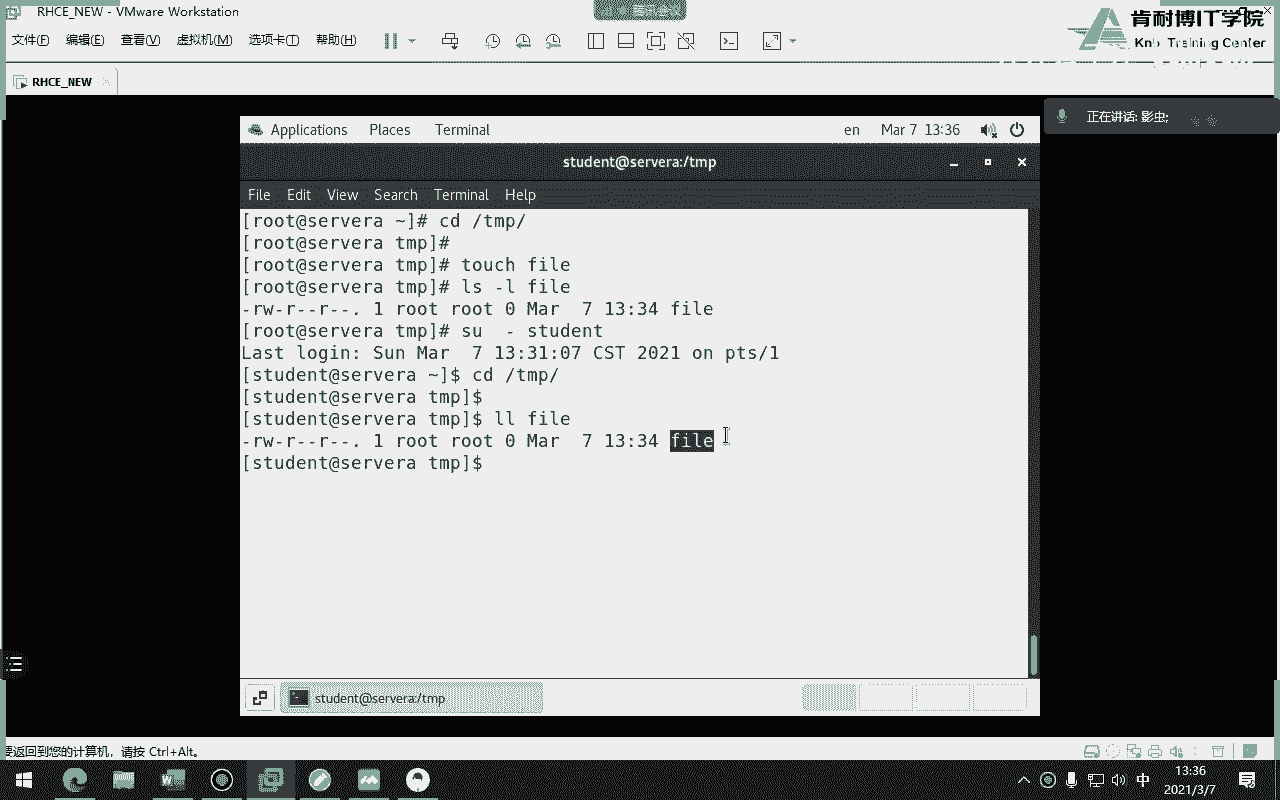 RHCE_NEW - VMware Workstation
肯耐博IT学院
文件(F) 编辑(E) 查看(V) 虚拟机(M) 选项卡(T) 帮助(H)
Training Center
RHCE_NEW
正在讲话: 影虫;
Applications Places Terminal en Mar 7 13:36
student@servera:/tmp
File Edit View Search Terminal Help
[root@servera ~]# cd /tmp/
[root@servera tmp]#
[root@servera tmp]# touch file
[root@servera tmp]# ls -l file
-rw-r--r--. 1 root root 0 Mar  7 13:34 file
[root@servera tmp]# su  - student
Last login: Sun Mar  7 13:31:07 CST 2021 on pts/1
[student@servera ~]$ cd /tmp/
[student@servera tmp]$
[student@servera tmp]$ ll file
-rw-r--r--. 1 root root 0 Mar  7 13:34 file
[student@servera tmp]$
student@servera:/tmp
要返回到您的计算机，请按 Ctrl+Alt。
中
13:36
2021/3/7